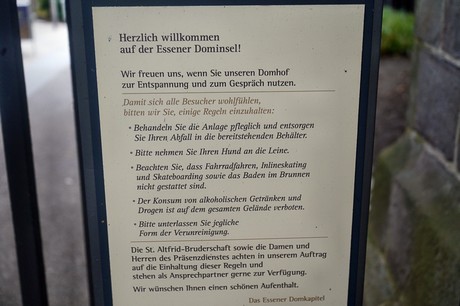 Herzlich willkommen
auf der Essener Dominsel!
Wir freuen uns, wenn Sie unseren Domhof
zur Entspannung und zum Gespräch nutzen.
Damit sich alle Besucher wohlfühlen,
bitten wir Sie, einige Regeln einzuhalten:
• Behandeln Sie die Anlage pfleglich und entsorgen
Sie Ihren Abfall in die bereitstehenden Behälter.
• Bitte nehmen Sie Ihren Hund an die Leine.
• Beachten Sie, dass Fahrradfahren, Inlineskating
und Skateboarding sowie das Baden im Brunnen
nicht gestattet sind.
• Der Konsum von alkoholischen Getränken und
Drogen ist auf dem gesamten Gelände verboten.
• Bitte unterlassen Sie jegliche
Form der Verunreinigung.
Die St. Altfrid-Bruderschaft sowie die Damen und
Herren des Präsenzdienstes achten in unserem Auftrag
auf die Einhaltung dieser Regeln und
stehen als Ansprechpartner gerne zur Verfügung.
Wir wünschen Ihnen einen schönen Aufenthalt.
Das Essener Domkapitel